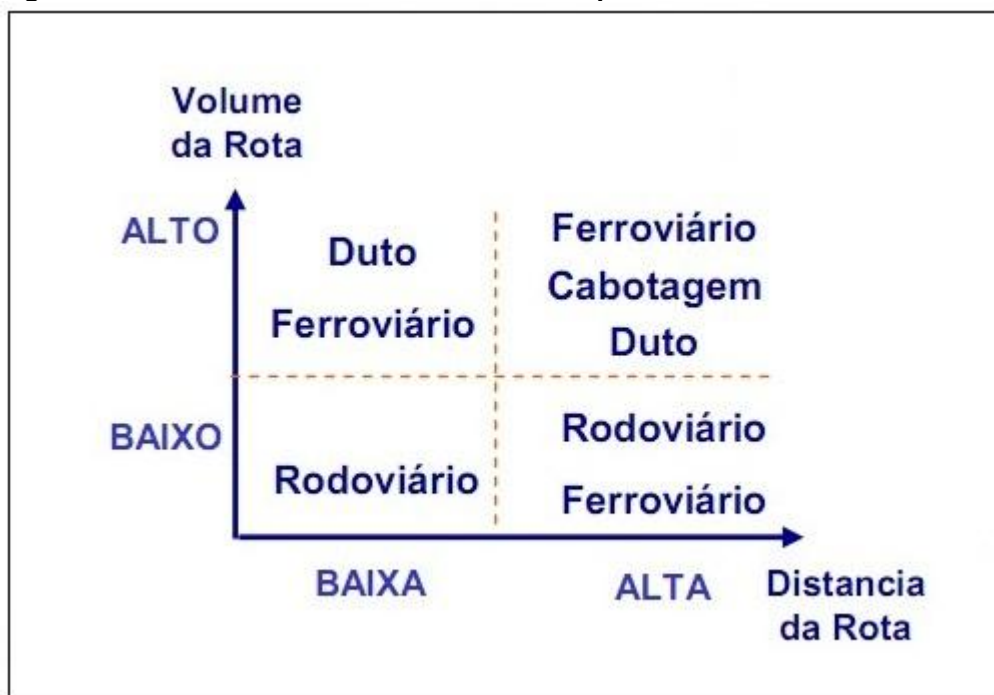 Volume
da Rota
ALTO
Duto
Ferroviário
Ferroviário
Cabotagem
Duto
BAIXO
Rodoviário
Rodoviário
Ferroviário
BAIXA
ALTA
Distancia
da Rota